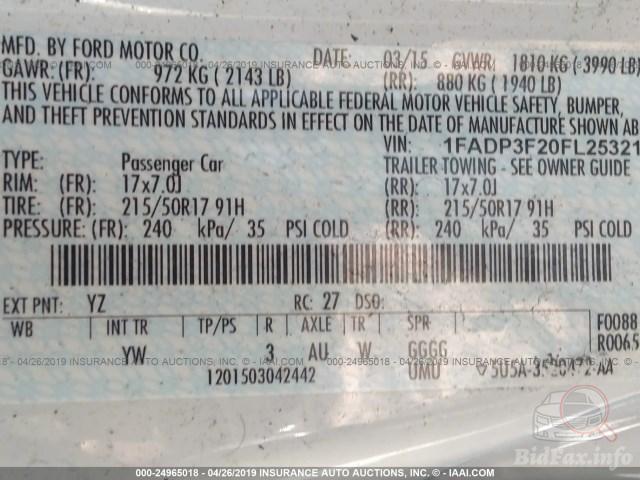 MFD. BY FORD MOTOR CO. DATE: 03/15 GVWR: 1810 KG ( 3990 LB)
GAWR: (FR): 972 KG ( 2143 LB) (RR): 880 KG ( 1940 LB)
THIS VEHICLE CONFORMS TO ALL APPLICABLE FEDERAL MOTOR VEHICLE SAFETY, BUMPER,
AND THEFT PREVENTION STANDARDS IN EFFECT ON THE DATE OF MANUFACTURE SHOWN AB
VIN: 1FADP3F20FL25321
TYPE: Passenger Car TRAILER TOWING - SEE OWNER GUIDE
RIM: (FR): 17x7.0J (RR): 17x7.0J
TIRE: (FR): 215/50R17 91H (RR): 215/50R17 91H
PRESSURE: (FR): 240 kPa/ 35 PSI COLD (RR): 240 kPa/ 35 PSI COLD
EXT PNT: YZ RC: 27 DSO:
WB INT TR TP/PS R AXLE TR SPR F0088
YW 3 AU W GGGG R0065
1201503042442 UMD
000-24965018 - 04/26/2019 INSURANCE AUTO AUCTIONS INC. © - IAAI.COM
BidFax.info